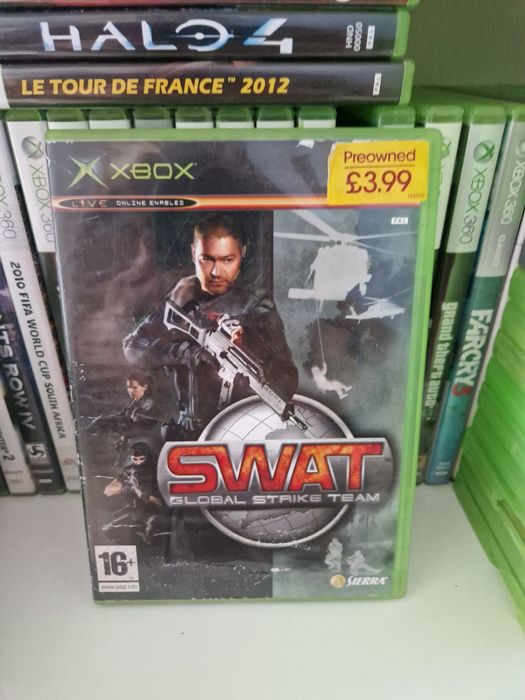 HALO 4
LE TOUR DE FRANCE™ 2012
XBOX
LIVE ONLINE ENABLED
Preowned
£3.99
PAL
SWAT
GLOBAL STRIKE TEAM
16+
www.pegi.info
SIERRA
XBOX 360
2010 FIFA WORLD CUP SOUTH AFRICA
XBOX 360
XBOX 360
FARCRY 3